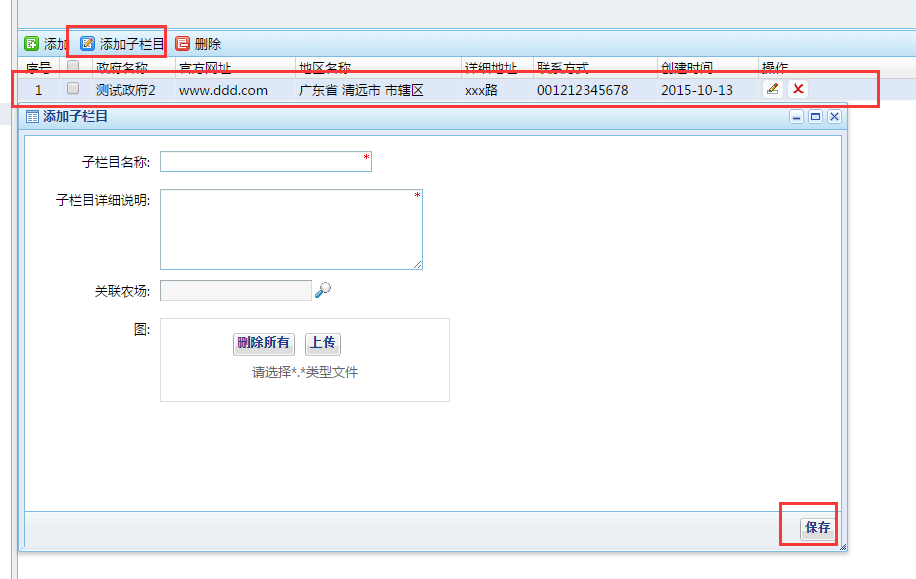 添加 添加子栏目 删除
序号 政府名称 官方网址 地区名称 详细地址 联系方式 创建时间 操作
1 测试政府2 www.ddd.com 广东省 清远市 市辖区 xxx路 001212345678 2015-10-13
添加子栏目
子栏目名称: *
子栏目详细说明: *
关联农场:
图:
删除所有 上传
请选择*.*类型文件
保存